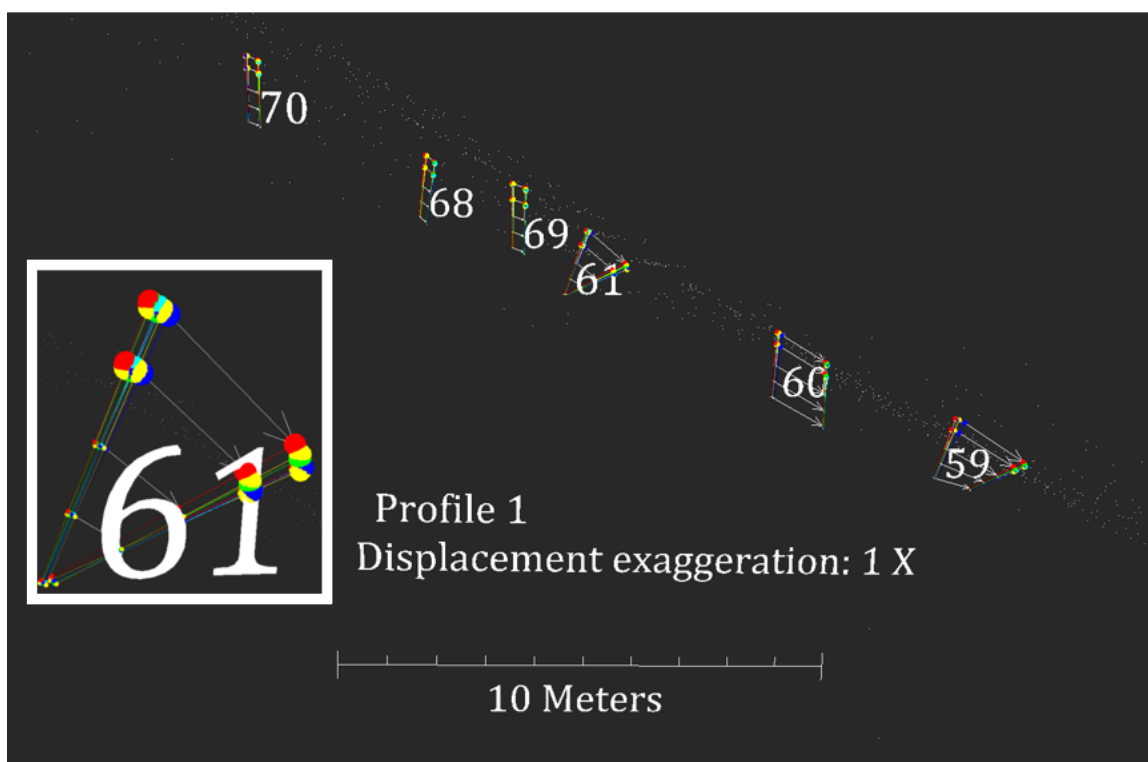 70
68
69
61
60
59
61
Profile 1
Displacement exaggeration: 1 X
10 Meters